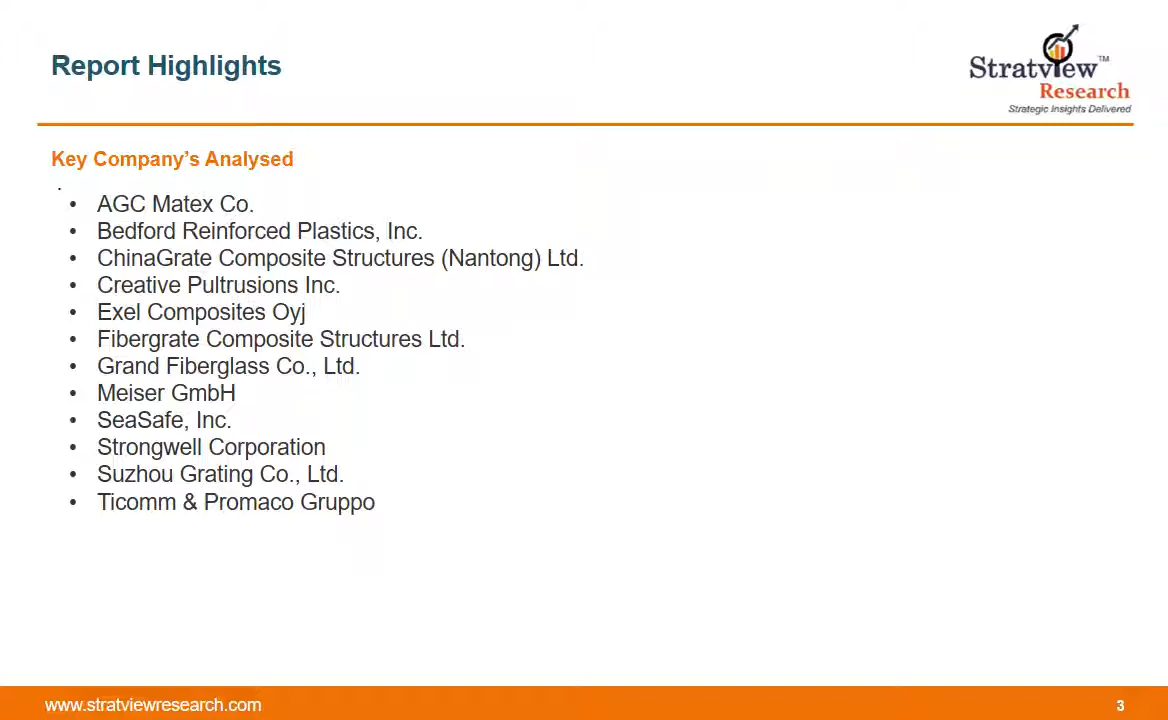 Report Highlights
Stratview™
Research
Strategic Insights Delivered
Key Company’s Analysed
.
• AGC Matex Co.
• Bedford Reinforced Plastics, Inc.
• ChinaGrate Composite Structures (Nantong) Ltd.
• Creative Pultrusions Inc.
• Exel Composites Oyj
• Fibergrate Composite Structures Ltd.
• Grand Fiberglass Co., Ltd.
• Meiser GmbH
• SeaSafe, Inc.
• Strongwell Corporation
• Suzhou Grating Co., Ltd.
• Ticomm & Promaco Gruppo
www.stratviewresearch.com
3